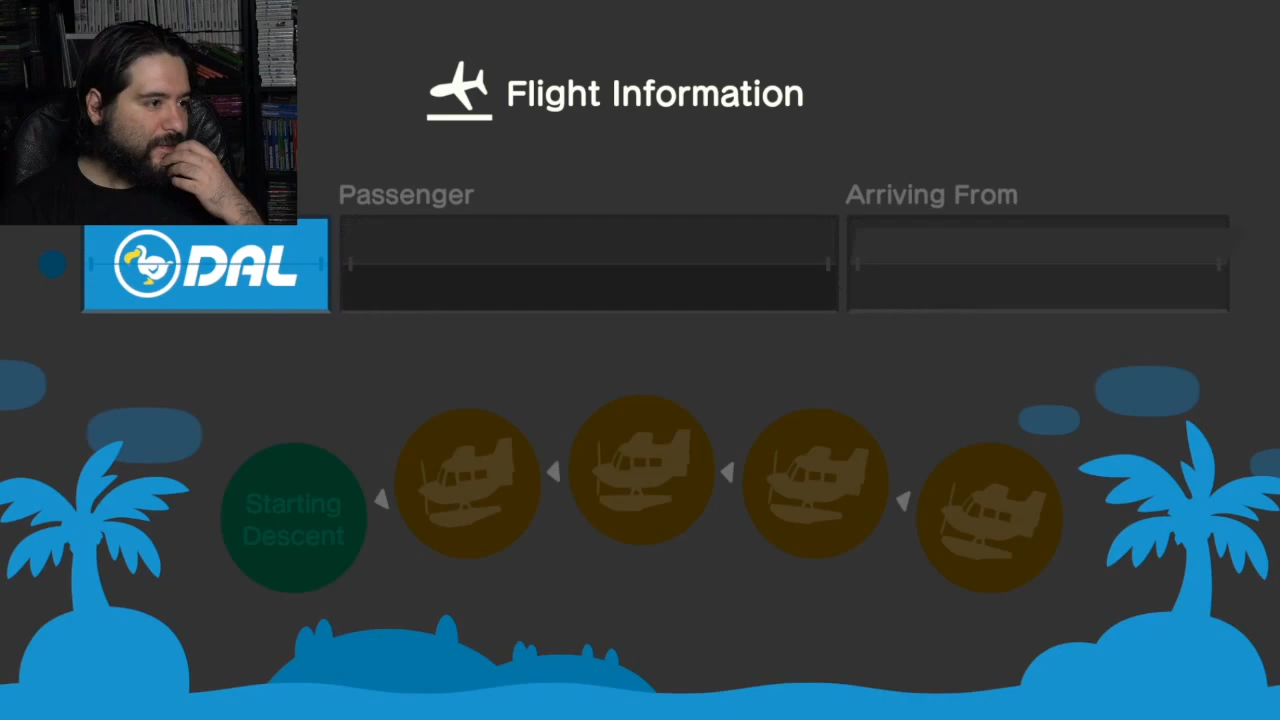 Flight Information
Passenger
Arriving From
DAL
Starting
Descent